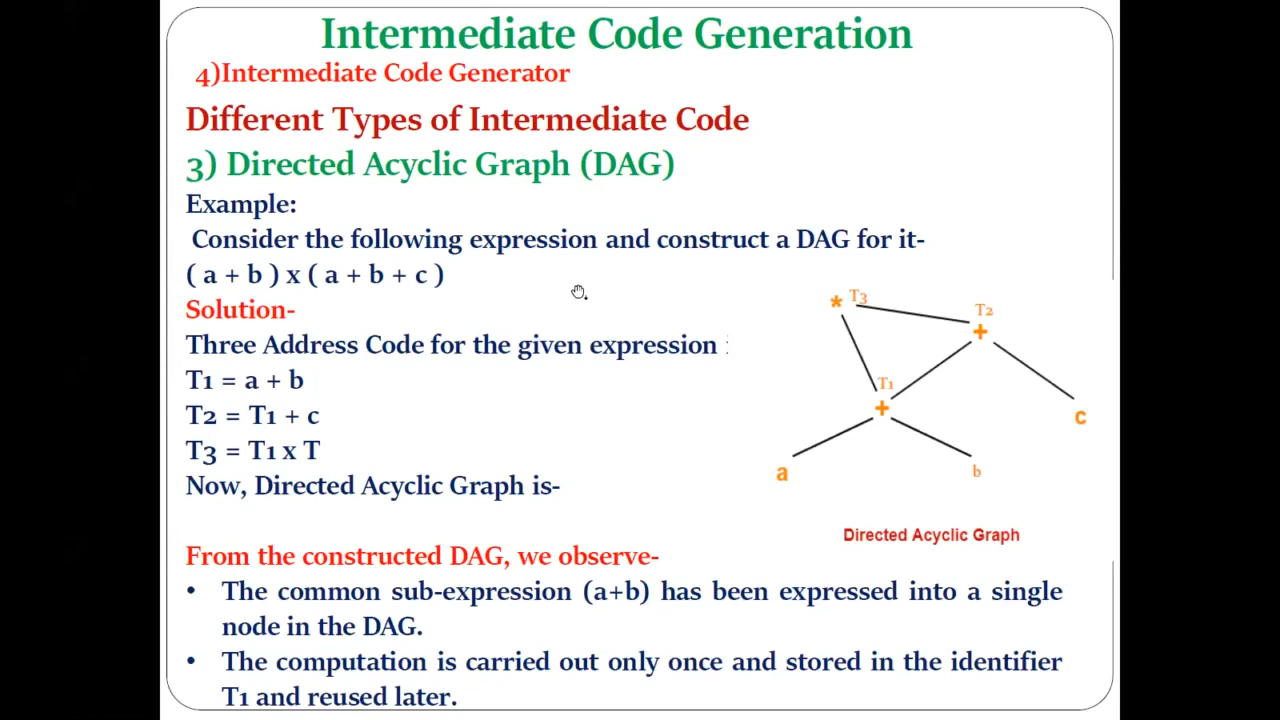 Intermediate Code Generation
4)Intermediate Code Generator
Different Types of Intermediate Code
3) Directed Acyclic Graph (DAG)
Example:
Consider the following expression and construct a DAG for it-
( a + b ) x ( a + b + c )
Solution-
Three Address Code for the given expression
T1 = a + b
T2 = T1 + c
T3 = T1 x T
Now, Directed Acyclic Graph is-
* T3
T2
+
T1
+
c
a
b
Directed Acyclic Graph
From the constructed DAG, we observe-
• The common sub-expression (a+b) has been expressed into a single
node in the DAG.
• The computation is carried out only once and stored in the identifier
T1 and reused later.